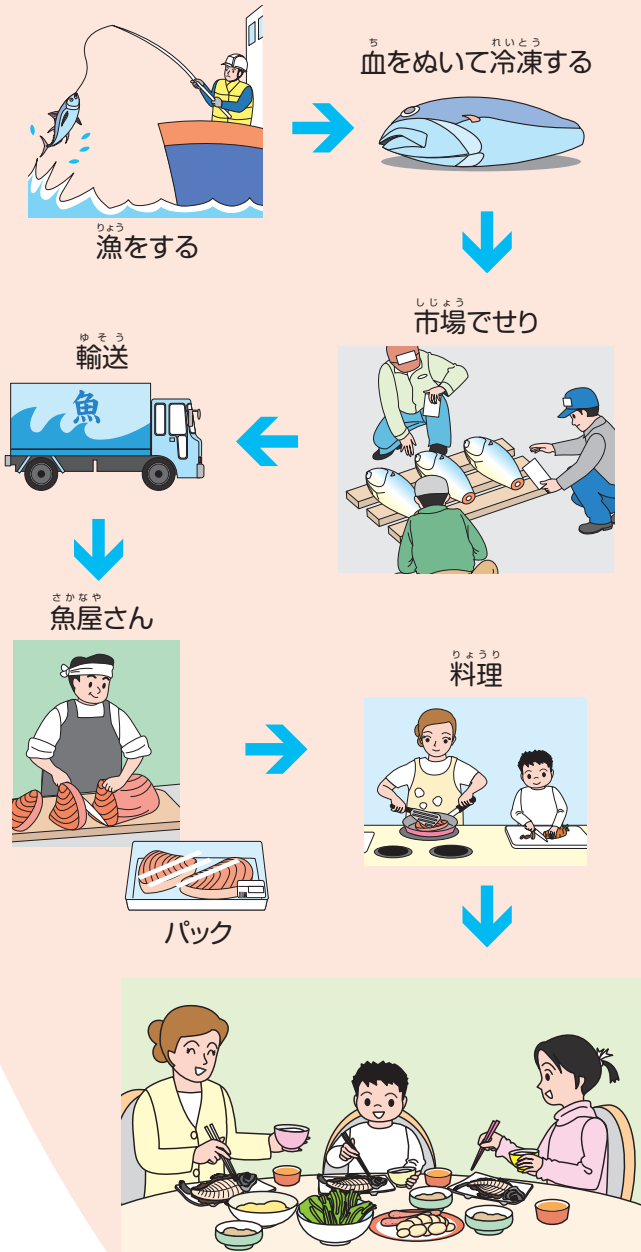 漁をする
血をぬいて冷凍する
市場でせり
輸送
魚
魚屋さん
パック
料理